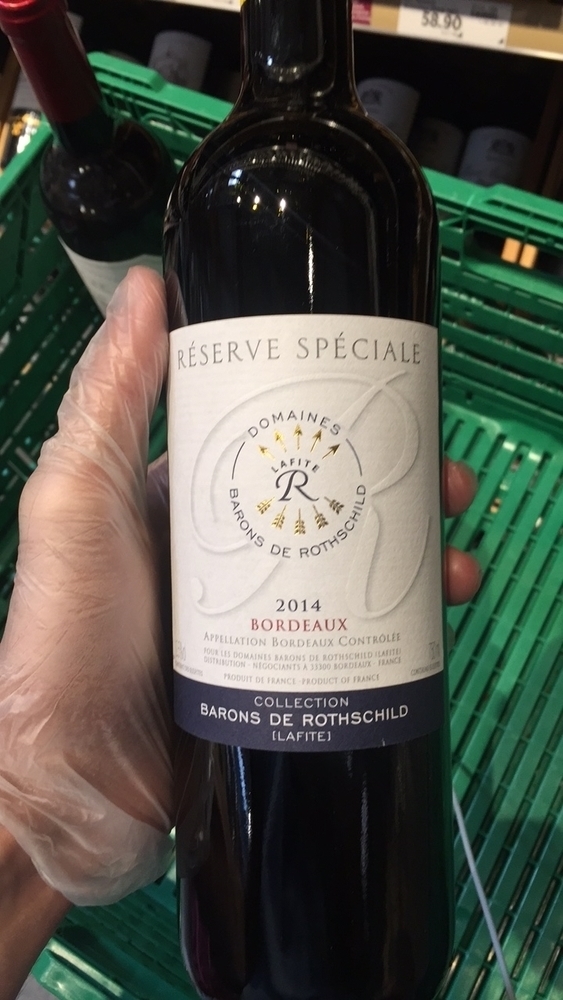 58.90
RÉSERVE SPÉCIALE
DOMAINES
LAFITE
R
BARONS DE ROTHSCHILD
2014
BORDEAUX
APPELLATION BORDEAUX CONTRÔLÉE
POUR LES DOMAINES BARONS DE ROTHSCHILD (LAFITE)
DISTRIBUTION - NÉGOCIANTS À 33300 BORDEAUX - FRANCE
PRODUIT DE FRANCE - PRODUCT OF FRANCE
COLLECTION
BARONS DE ROTHSCHILD
[LAFITE]